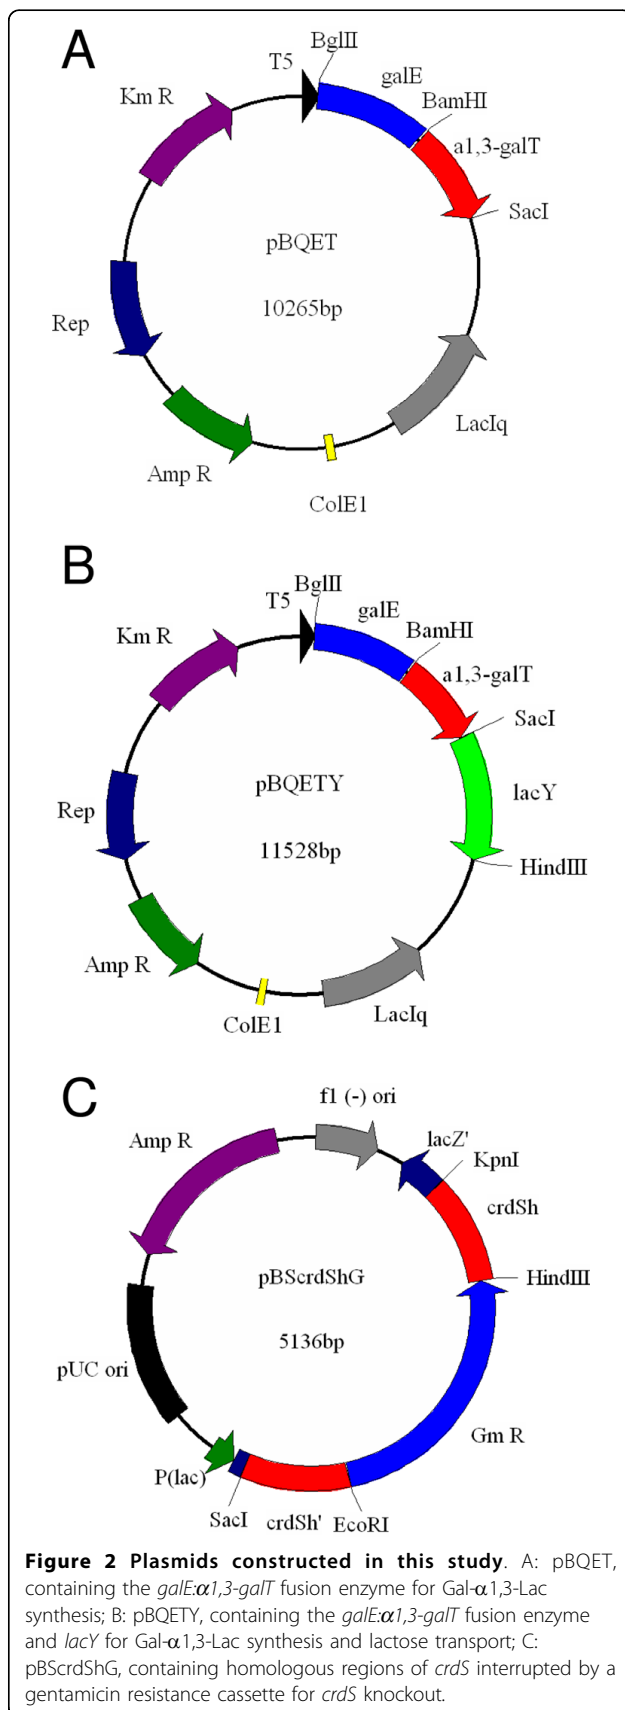 A
BglII
T5
galE
Km R
BamHI
a1,3-galT
SacI
pBQET
10265bp
Rep
LacIq
Amp R
ColE1
B
BglII
T5
galE
Km R
BamHI
a1,3-galT
SacI
pBQETY
lacY
Rep
11528bp
HindIII
Amp R
LacIq
ColE1
C
f1 (-) ori
Amp R
lacZ'
KpnI
crdSh
pBScrdShG
HindIII
5136bp
pUC ori
Gm R
P(lac)
SacI
crdSh'
EcoRI
Figure 2 Plasmids constructed in this study. A: pBQET,
containing the galE:α1,3-galT fusion enzyme for Gal-α1,3-Lac
synthesis; B: pBQETY, containing the galE:α1,3-galT fusion enzyme
and lacY for Gal-α1,3-Lac synthesis and lactose transport; C:
pBScrdShG, containing homologous regions of crdS interrupted by a
gentamicin resistance cassette for crdS knockout.